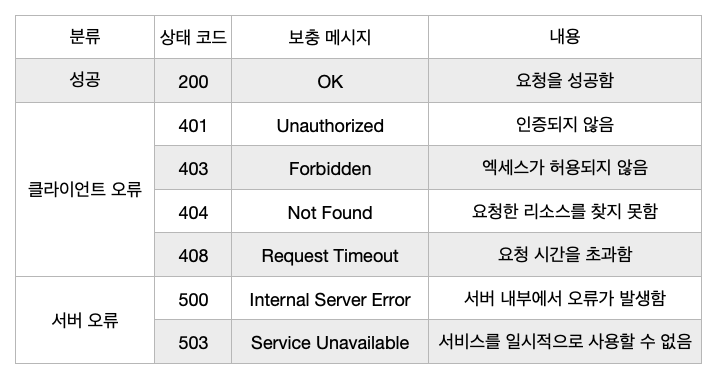 분류 상태 코드 보충 메시지 내용
성공 200 OK 요청을 성공함
클라이언트 오류 401 Unauthorized 인증되지 않음
403 Forbidden 엑세스가 허용되지 않음
404 Not Found 요청한 리소스를 찾지 못함
408 Request Timeout 요청 시간을 초과함
서버 오류 500 Internal Server Error 서버 내부에서 오류가 발생함
503 Service Unavailable 서비스를 일시적으로 사용할 수 없음